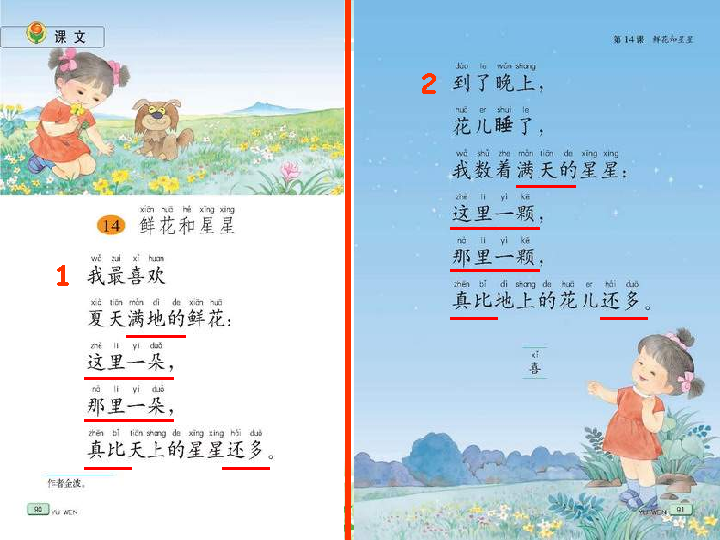 课文
14
xiān huā hé xīng xing
鲜花和星星
1
wǒ zuì xǐ huan
我最喜欢
xià tiān mǎn dì de xiān huā
夏天满地的鲜花：
zhè lǐ yì duǒ
这里一朵，
nà lǐ yì duǒ
那里一朵，
zhēn bǐ tiān shang de xīng xing hái duō
真比天上的星星还多。
作者金波。
90
YU WEN
第14课 鲜花和星星
2
dào le wǎn shang
到了晚上，
huā er shuì le
花儿睡了，
wǒ shǔ zhe mǎn tiān de xīng xing
我数着满天的星星：
zhè lǐ yì kē
这里一颗，
nà lǐ yì kē
那里一颗，
zhēn bǐ dì shang de huā er hái duō
真比地上的花儿还多。
xǐ
喜
YU WEN
91